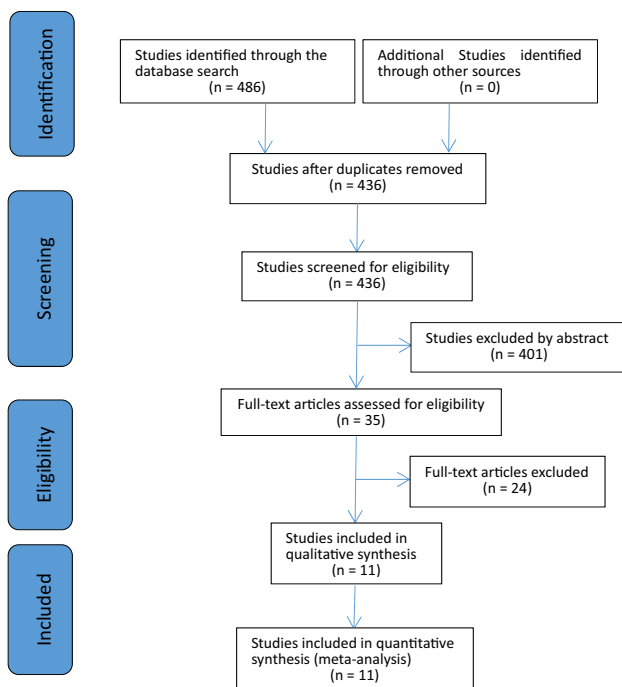 Identification
Studies identified through the
database search
(n = 486)
Additional Studies identified
through other sources
(n = 0)
Studies after duplicates removed
(n = 436)
Screening
Studies screened for eligibility
(n = 436)
Studies excluded by abstract
(n = 401)
Full-text articles assessed for eligibility
(n = 35)
Eligibility
Full-text articles excluded
(n = 24)
Studies included in
qualitative synthesis
(n = 11)
Included
Studies included in quantitative
synthesis (meta-analysis)
(n = 11)